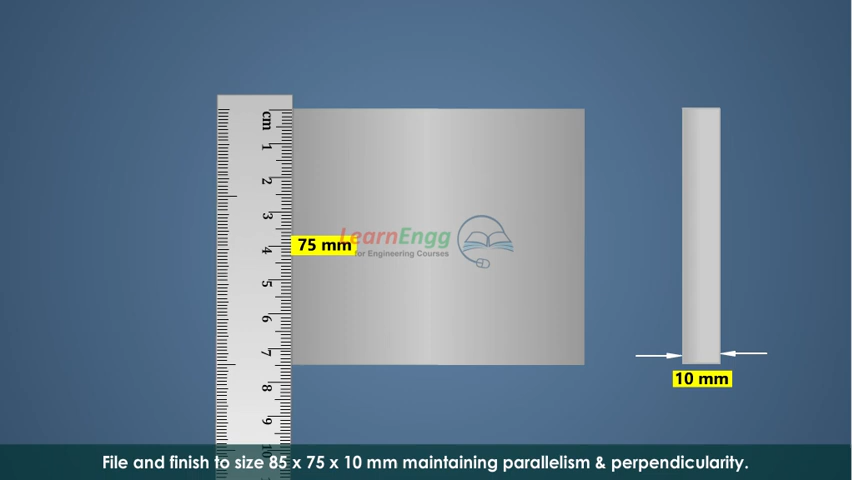 cm
1
2
3
4
5
6
7
8
9
10
75 mm
LearnEngg
for Engineering Courses
10 mm
File and finish to size 85 x 75 x 10 mm maintaining parallelism & perpendicularity.